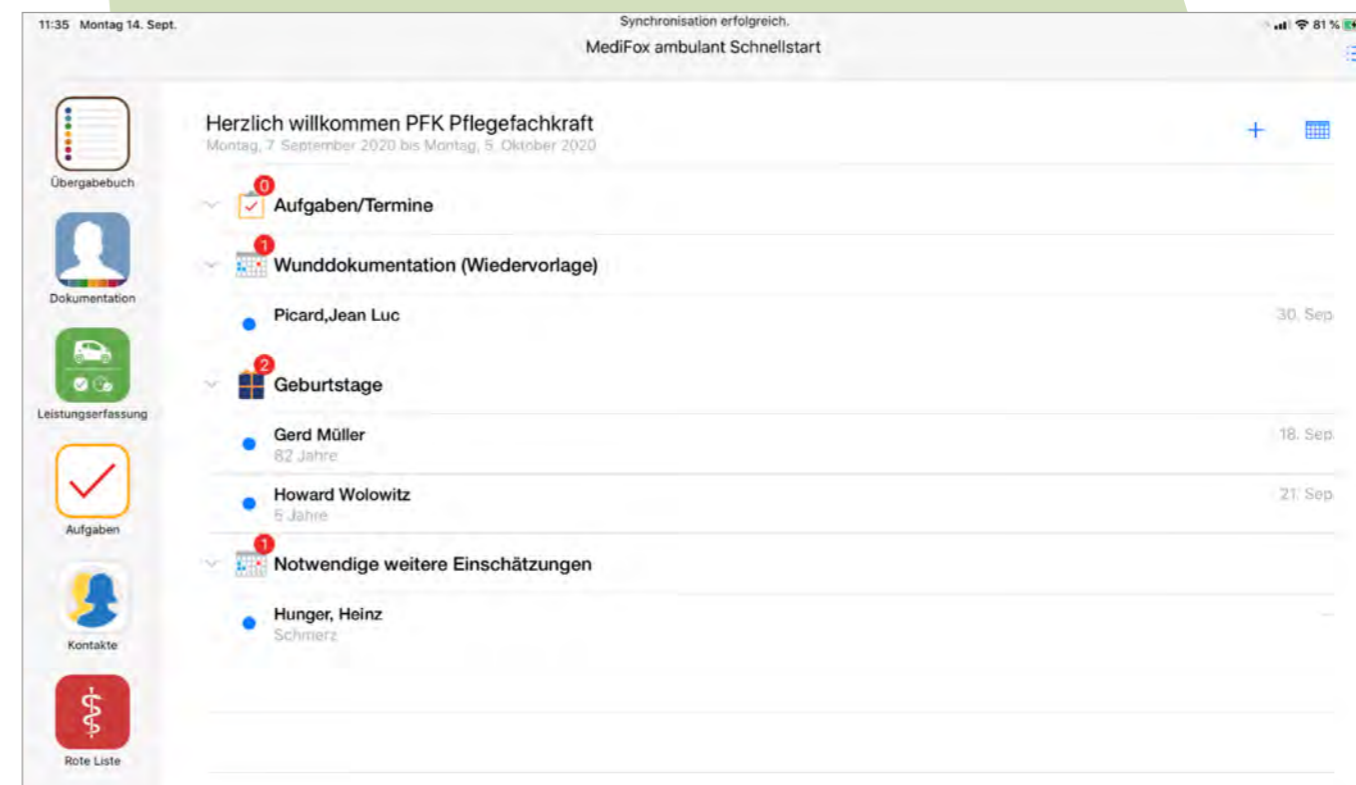 11:35 Montag 14. Sept.
Synchronisation erfolgreich.
81 %
MediFox ambulant Schnellstart
Herzlich willkommen PFK Pflegefachkraft
Montag, 7. September 2020 bis Montag, 5. Oktober 2020
Übergabebuch
0
Aufgaben/Termine
1
Wunddokumentation (Wiedervorlage)
Dokumentation
Picard,Jean Luc
30. Sep.
2
Geburtstage
Leistungserfassung
Gerd Müller
18. Sep.
82 Jahre
Howard Wolowitz
21. Sep.
5 Jahre
Aufgaben
1
Notwendige weitere Einschätzungen
Hunger, Heinz
Schmerz
Kontakte
Rote Liste